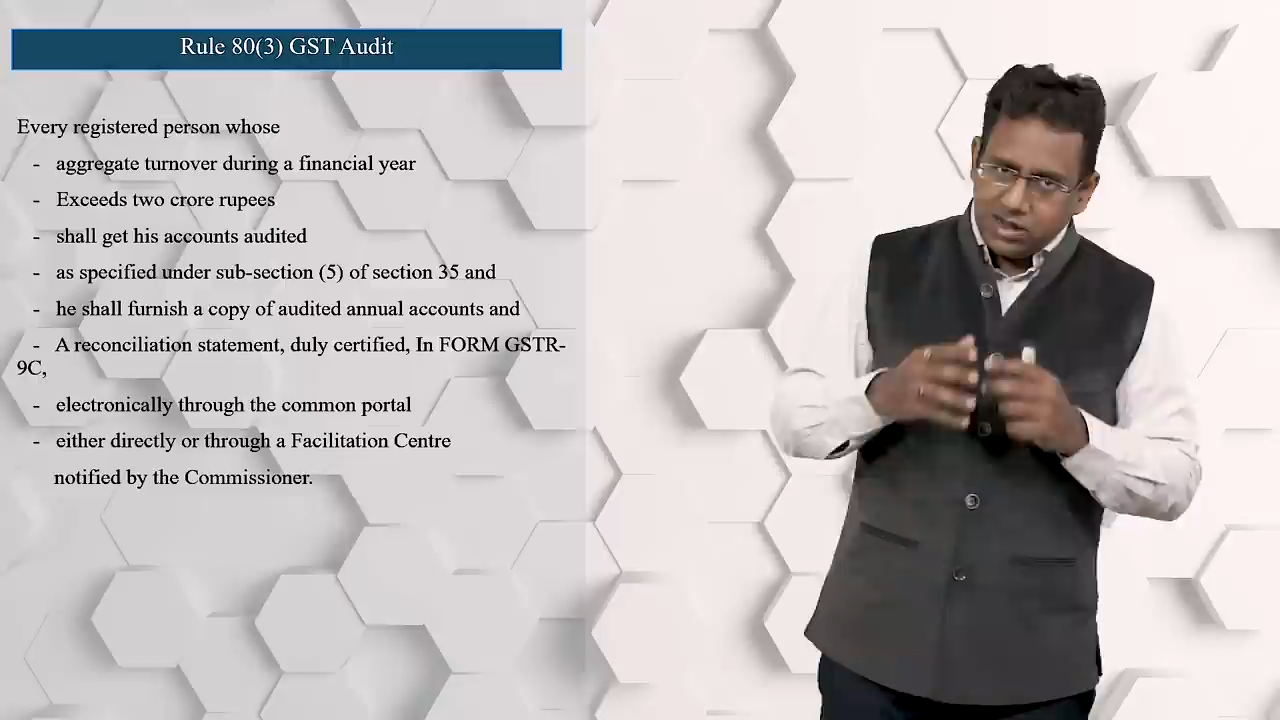 Rule 80(3) GST Audit
Every registered person whose
- aggregate turnover during a financial year
- Exceeds two crore rupees
- shall get his accounts audited
- as specified under sub-section (5) of section 35 and
- he shall furnish a copy of audited annual accounts and
- A reconciliation statement, duly certified, In FORM GSTR-
9C,
- electronically through the common portal
- either directly or through a Facilitation Centre
notified by the Commissioner.